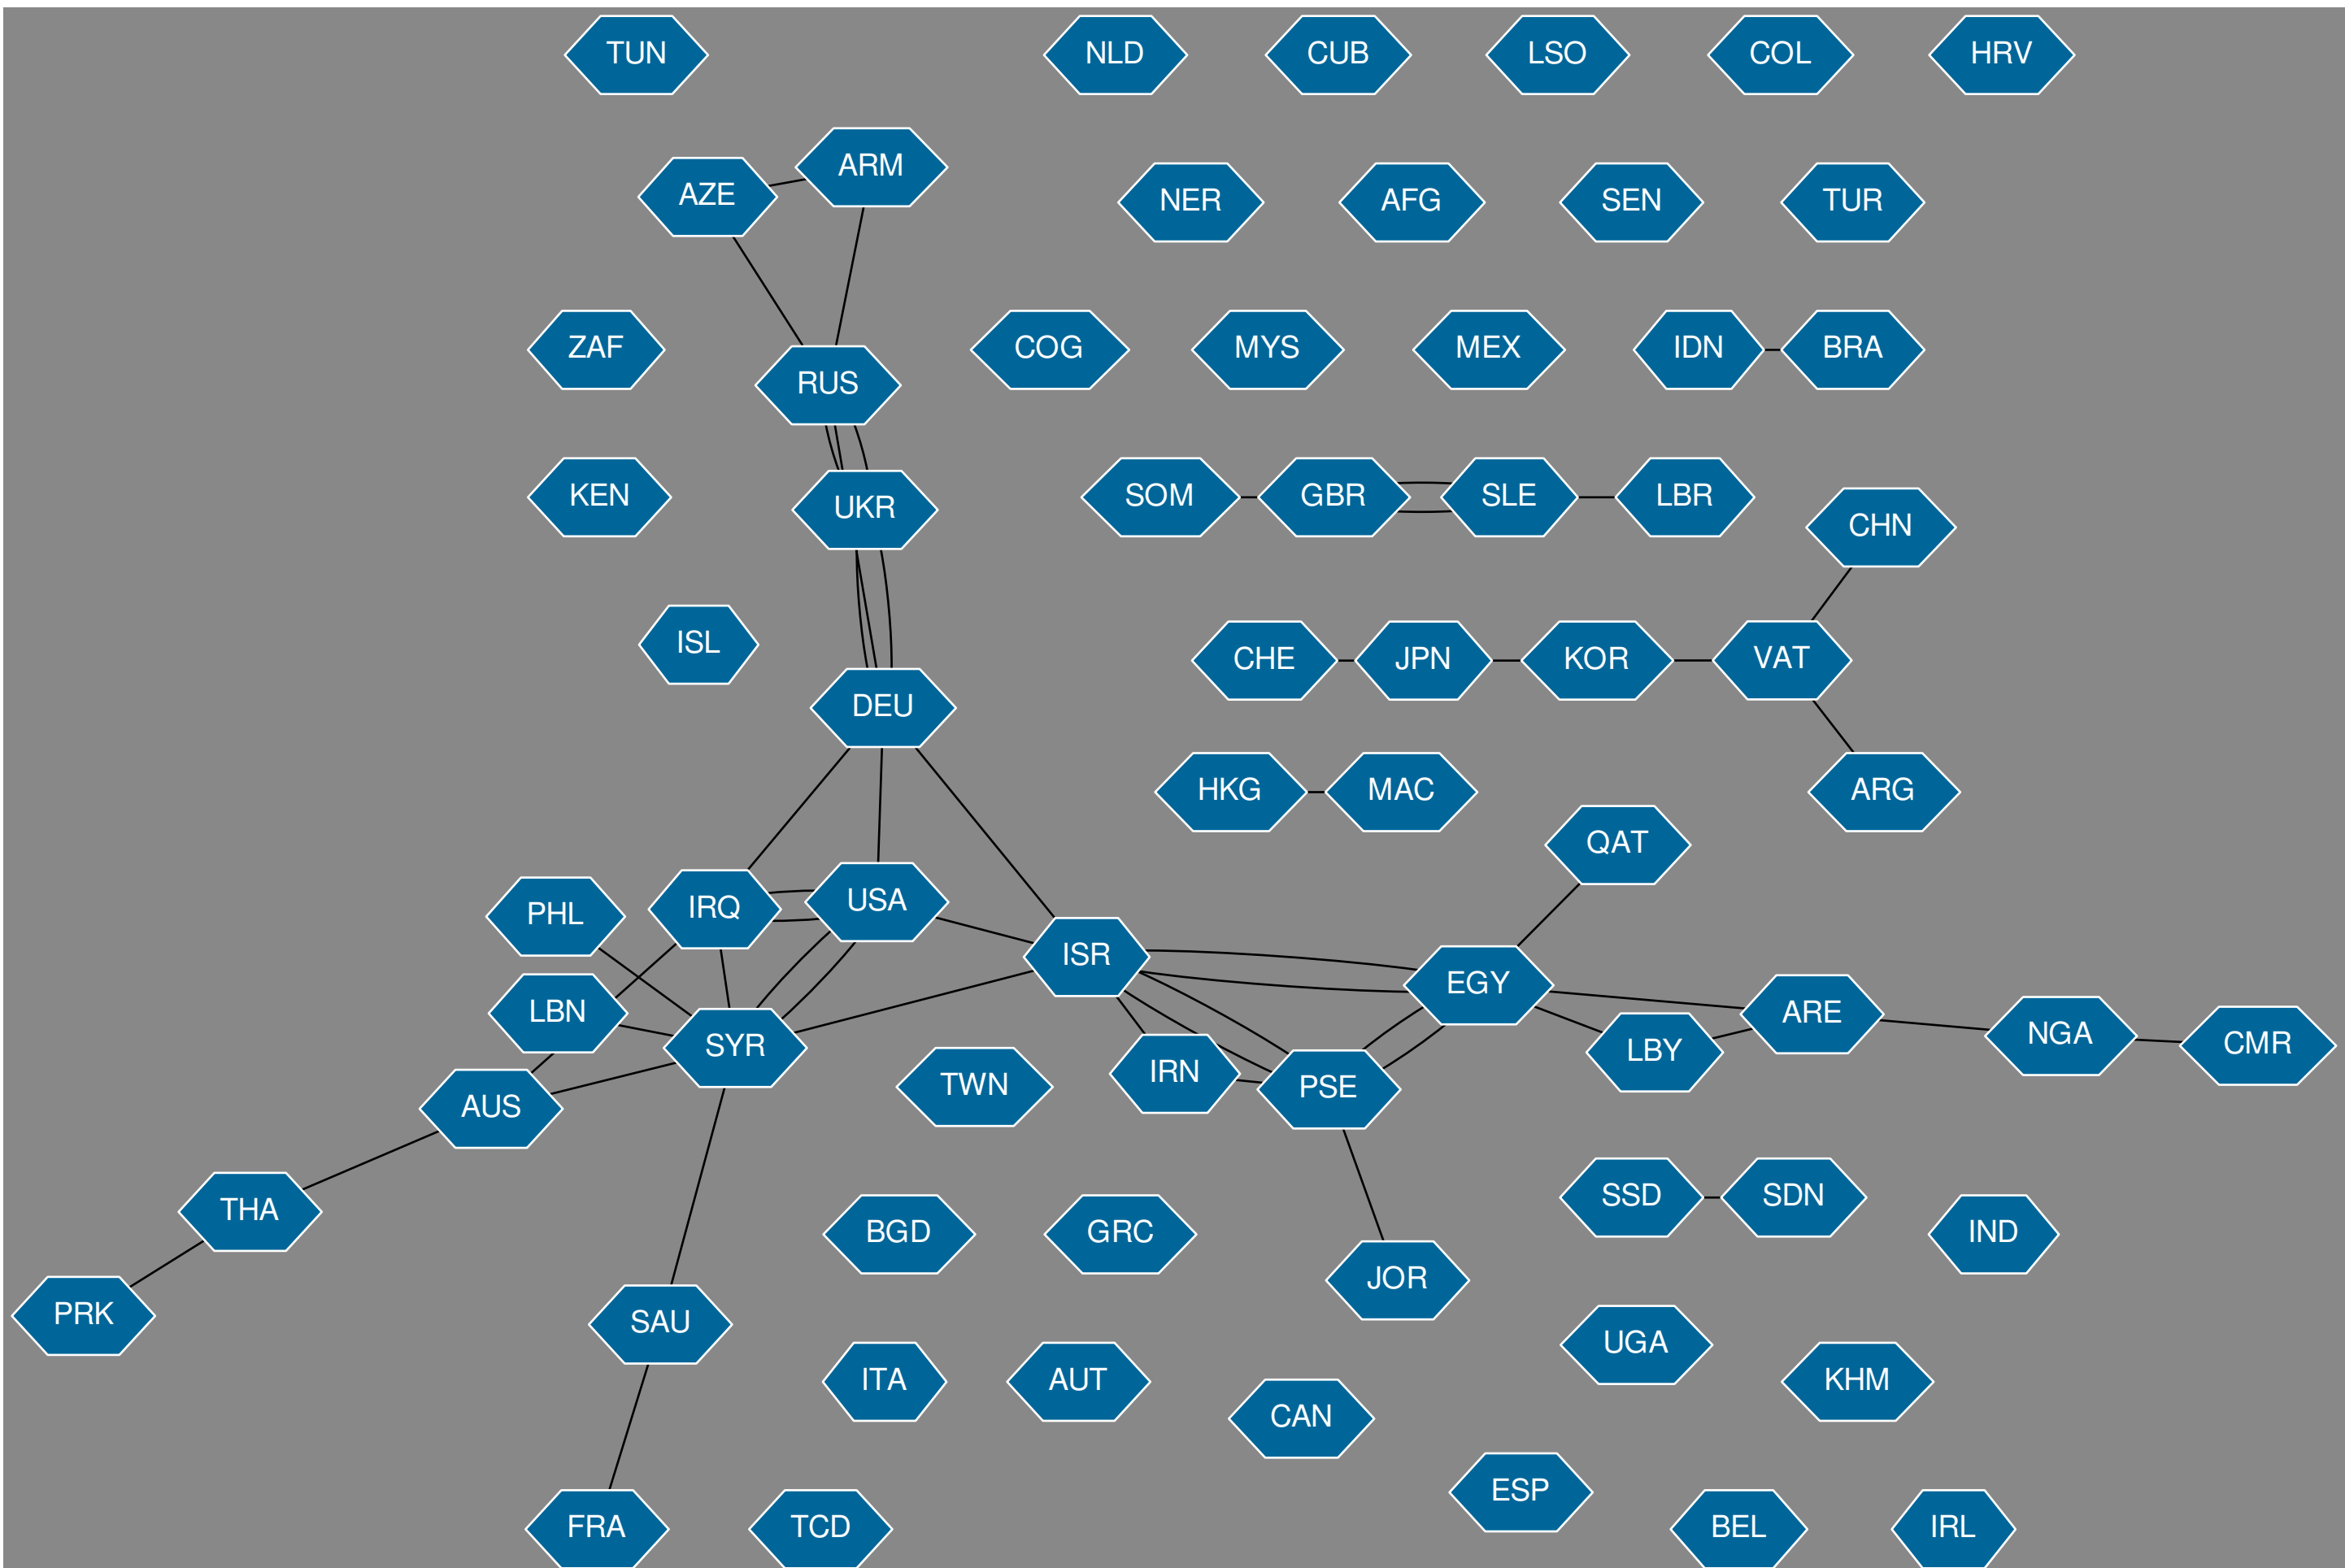 TUN
NLD
CUB
LSO
COL
HRV
ARM
AZE
NER
AFG
SEN
TUR
ZAF
RUS
COG
MYS
MEX
IDN
BRA
KEN
UKR
SOM
GBR
SLE
LBR
CHN
ISL
CHE
JPN
KOR
VAT
DEU
HKG
MAC
ARG
QAT
PHL
IRQ
USA
ISR
EGY
LBN
ARE
SYR
NGA
CMR
LBY
IRN
TWN
PSE
AUS
THA
SSD
SDN
BGD
GRC
IND
JOR
PRK
SAU
UGA
ITA
AUT
KHM
CAN
ESP
FRA
TCD
BEL
IRL